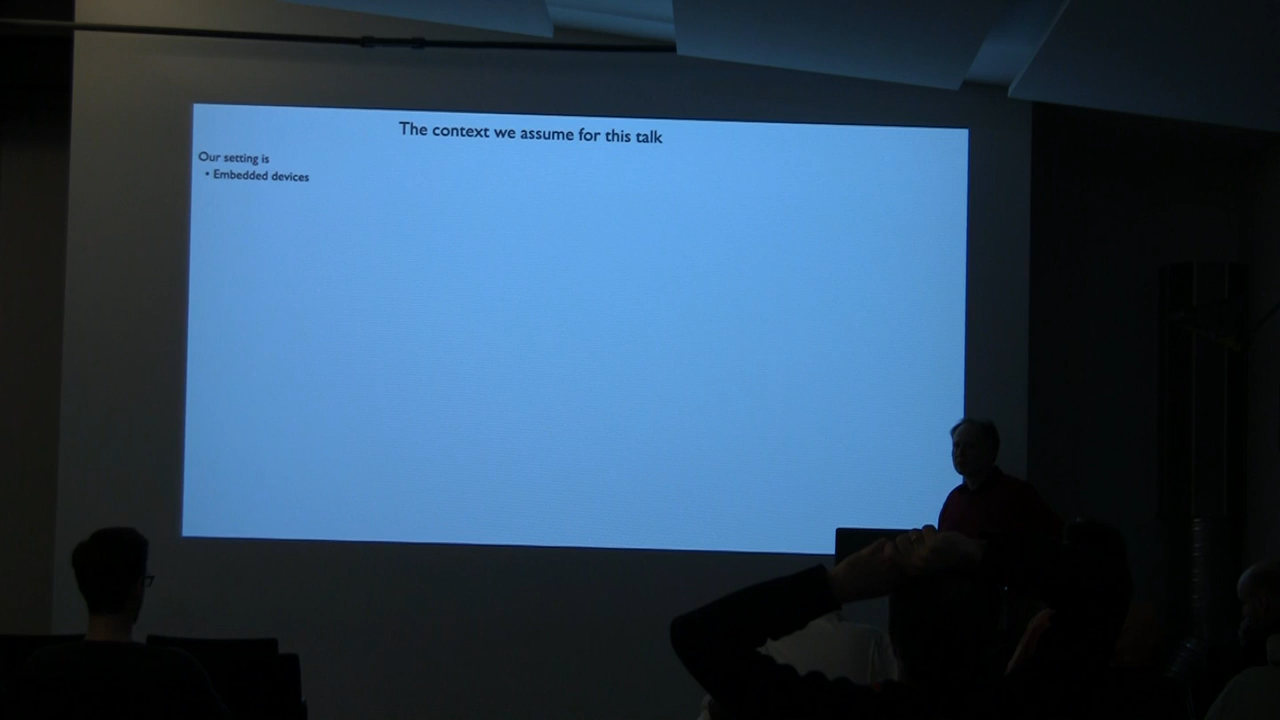 The context we assume for this talk
Our setting is
• Embedded devices